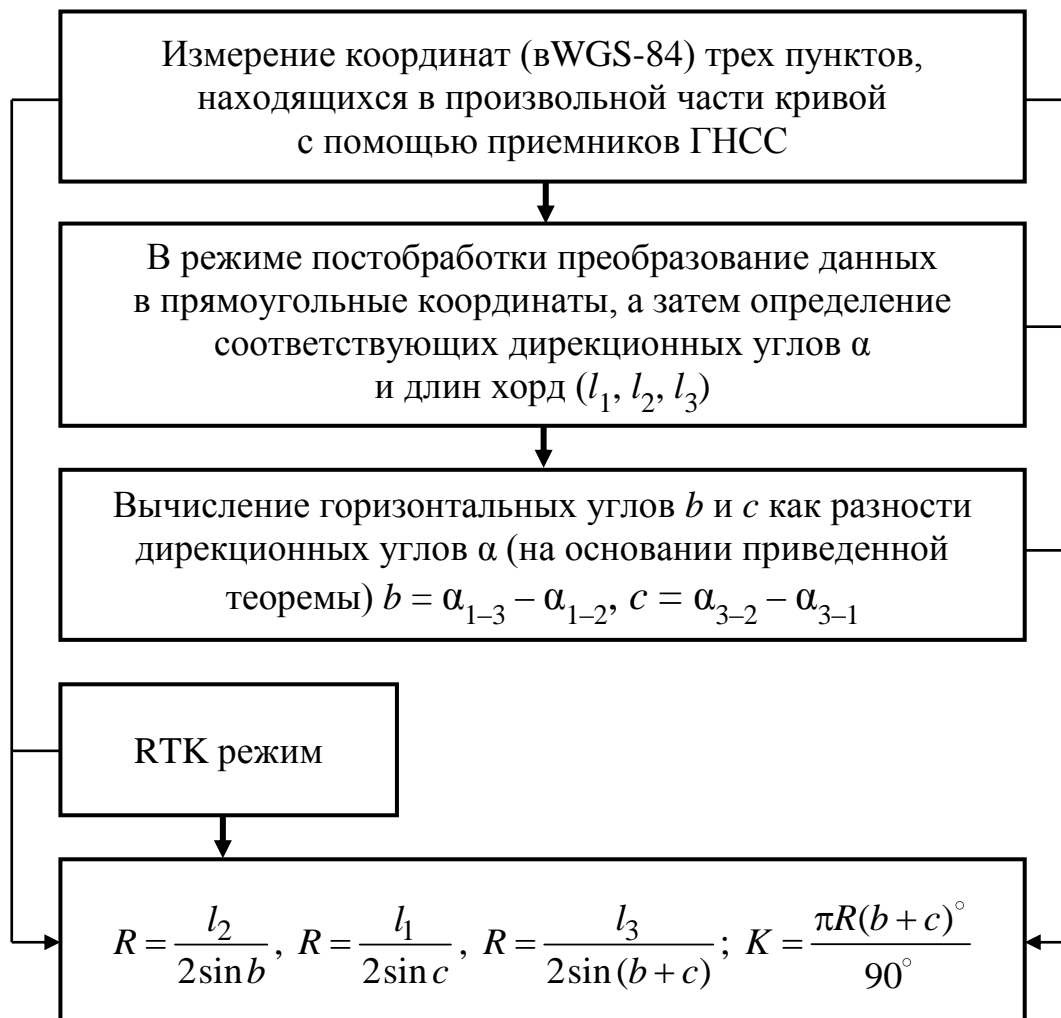 Измерение координат (вWGS-84) трех пунктов,
находящихся в произвольной части кривой
с помощью приемников ГНСС
В режиме постобработки преобразование данных
в прямоугольные координаты, а затем определение
соответствующих дирекционных углов α
и длин хорд (l₁, l₂, l₃)
Вычисление горизонтальных углов b и c как разности
дирекционных углов α (на основании приведенной
теоремы) b = α₁₋₃ – α₁₋₂, c = α₃₋₂ – α₃₋₁
RTK режим
R = l₂ / 2sin b, R = l₁ / 2sin c, R = l₃ / 2sin (b + c); K = πR(b + c)° / 90°